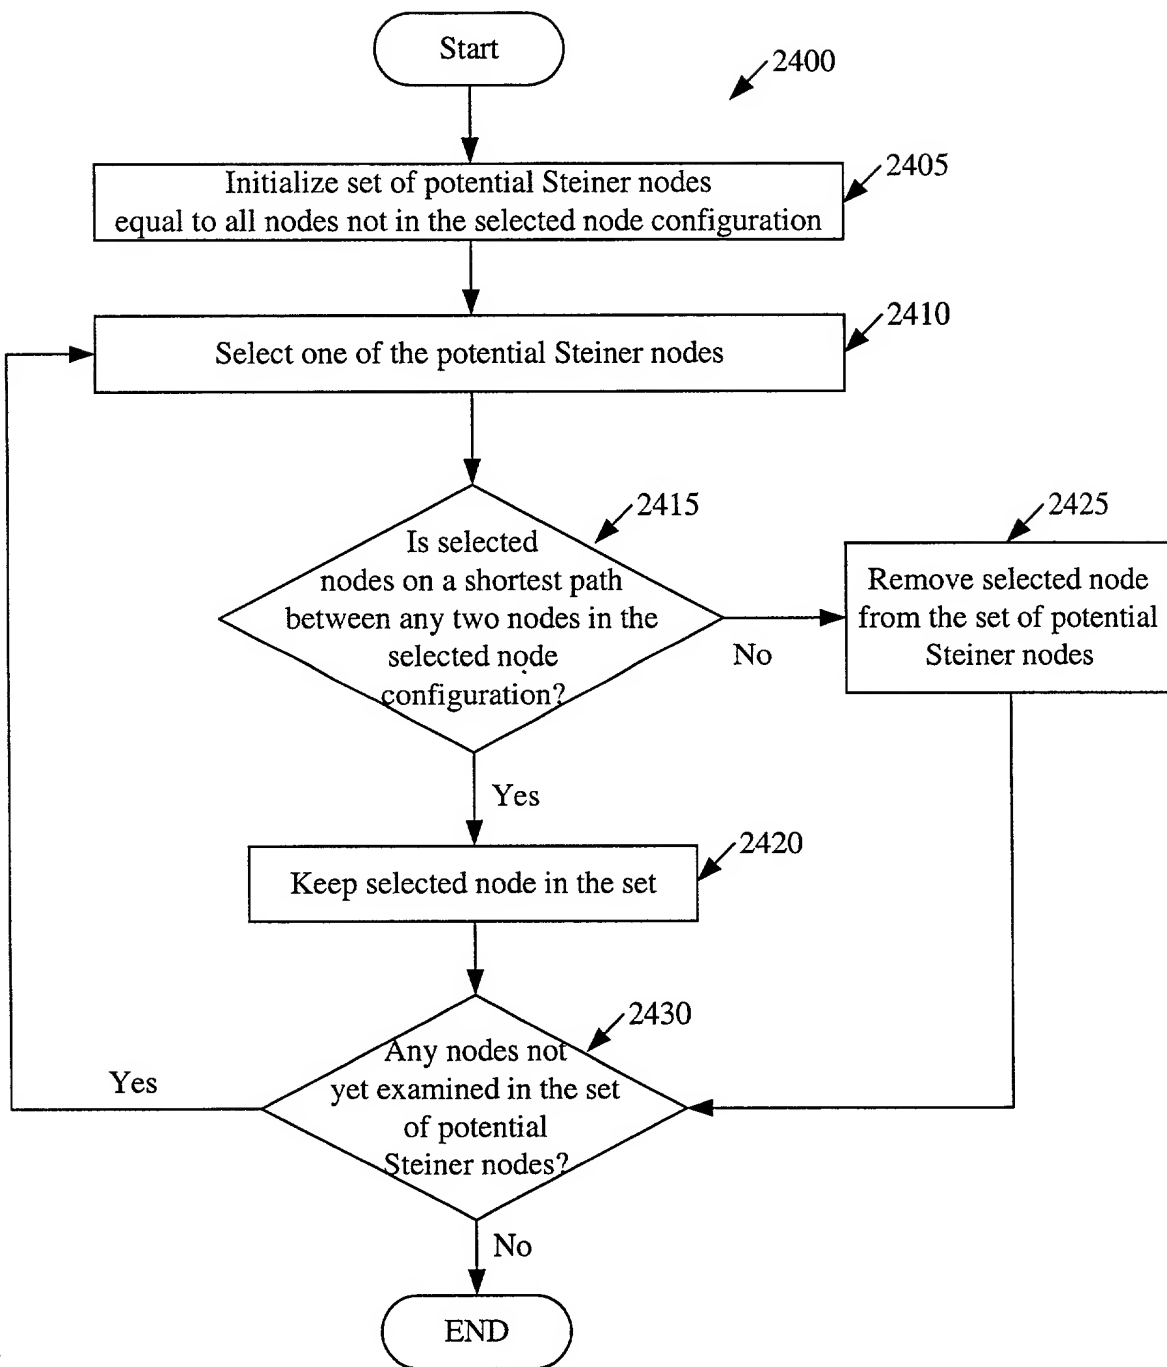 Start
2400
2405
Initialize set of potential Steiner nodes
equal to all nodes not in the selected node configuration
2410
Select one of the potential Steiner nodes
2415
Is selected
nodes on a shortest path
between any two nodes in the
selected node
configuration?
No
2425
Remove selected node
from the set of potential
Steiner nodes
Yes
2420
Keep selected node in the set
2430
Any nodes not
yet examined in the set
of potential
Steiner nodes?
Yes
No
END